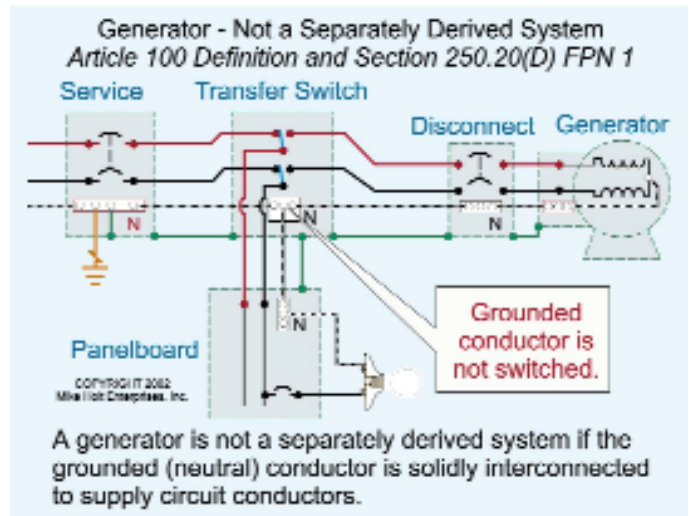 Generator - Not a Separately Derived System
Article 100 Definition and Section 250.20(D) FPN 1
Service
Transfer Switch
Disconnect
Generator
N
N
N
N
Panelboard
Grounded
conductor is
not switched.
COPYRIGHT 2002
Mike Holt Enterprises, Inc.
A generator is not a separately derived system if the
grounded (neutral) conductor is solidly interconnected
to supply circuit conductors.